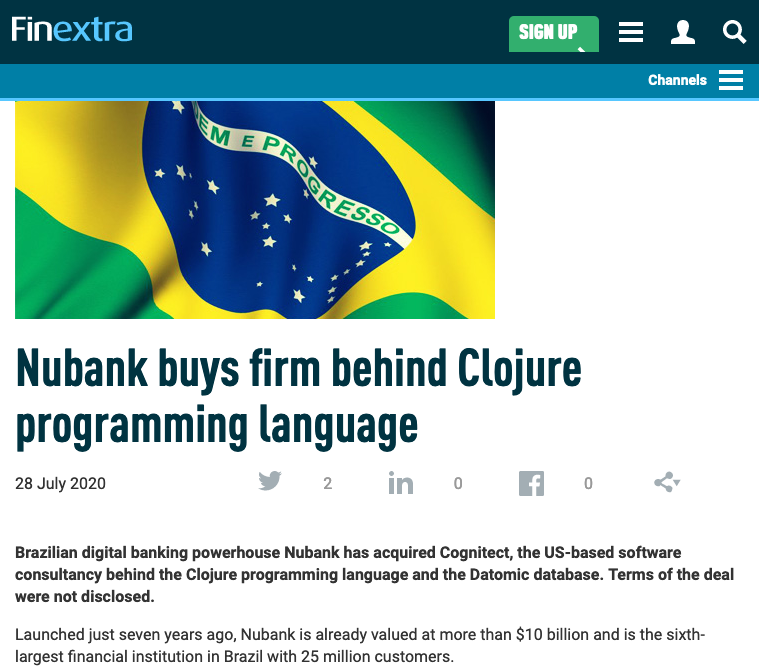 Finextra
SIGN UP
Channels
EM E PROGRESSO
Nubank buys firm behind Clojure
programming language
28 July 2020
2
0
0
Brazilian digital banking powerhouse Nubank has acquired Cognitect, the US-based software
consultancy behind the Clojure programming language and the Datomic database. Terms of the deal
were not disclosed.
Launched just seven years ago, Nubank is already valued at more than $10 billion and is the sixth-
largest financial institution in Brazil with 25 million customers.